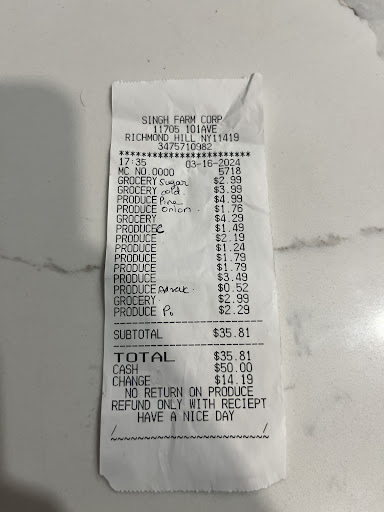 SINGH FARM CORP
11705 101AVE
RICHMOND HILL NY11419
3475710982
************************
17:35 03-16-2024
MC NO.0000 5718
GROCERY sugar $2.99
GROCERY $3.99
PRODUCE Pine $4.99
PRODUCE onion. $1.78
GROCERY $4.29
PRODUCE $1.49
PRODUCE $2.19
PRODUCE $1.24
PRODUCE $1.79
PRODUCE $1.79
PRODUCE $3.49
PRODUCE $0.52
GROCERY $2.99
PRODUCE Po $2.29
SUBTOTAL $35.81
TOTAL $35.81
CASH $50.00
CHANGE $14.19
NO RETURN ON PRODUCE
REFUND ONLY WITH RECIEPT
HAVE A NICE DAY
/ /
~~~~~~~~~~~~~~~~~~~~~~~~